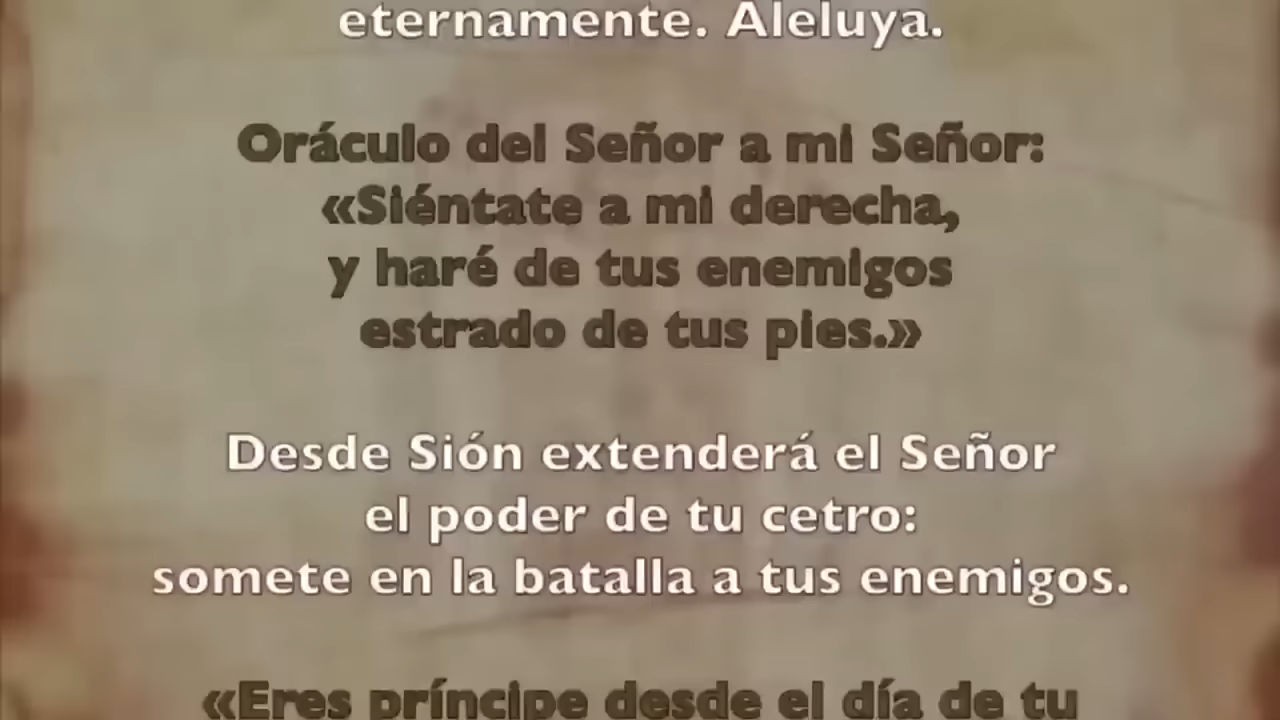 eternamente. Aleluya.
Oráculo del Señor a mi Señor:
«Siéntate a mi derecha,
y haré de tus enemigos
estrado de tus pies.»
Desde Sión extenderá el Señor
el poder de tu cetro:
somete en la batalla a tus enemigos.
«Eres príncipe desde el día de tu